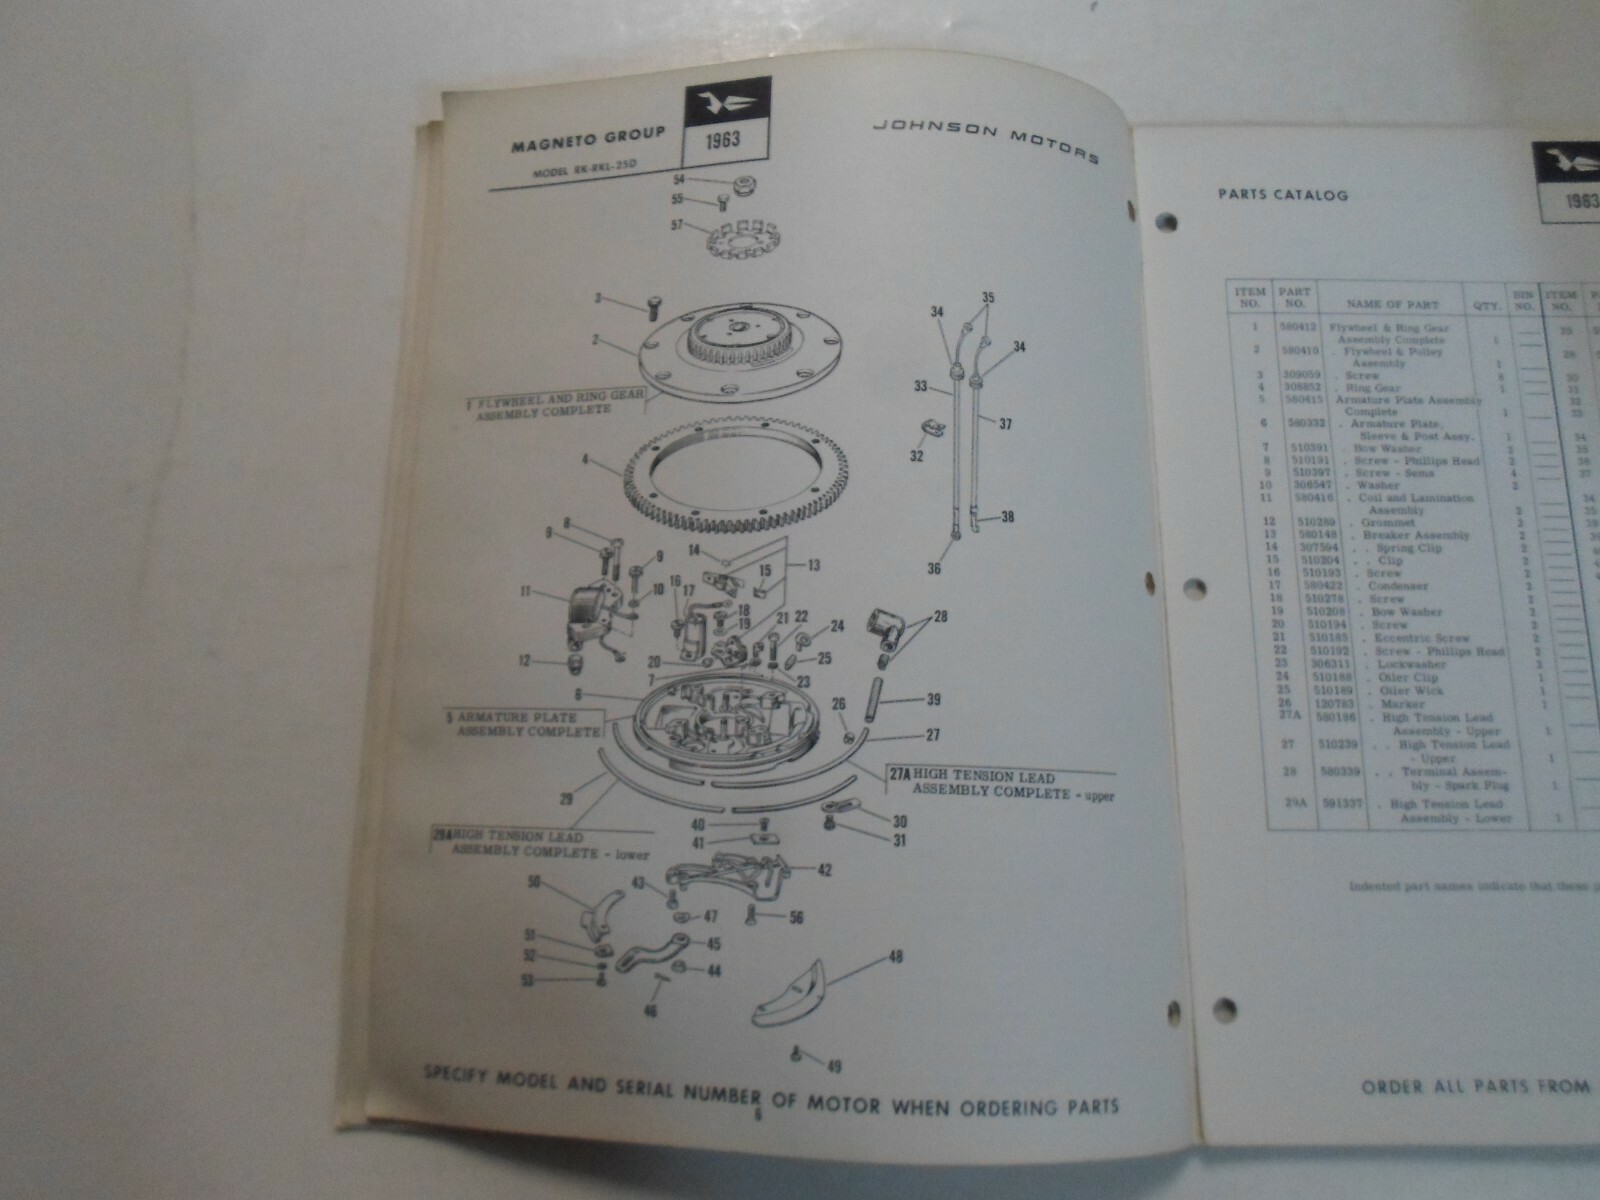 MAGNETO GROUP
MODEL RK-RKL-25D
1963
JOHNSON MOTORS
54
55
57
3
2
1 FLYWHEEL AND RING GEAR
ASSEMBLY COMPLETE
4
35
34
34
33
37
32
38
36
8
9
9
14
13
15
16
17
10
11
18
19
21
22
24
28
12
20
25
7
23
6
26
39
5 ARMATURE PLATE
ASSEMBLY COMPLETE
27
27A HIGH TENSION LEAD
ASSEMBLY COMPLETE - upper
29
30
31
40
41
29A HIGH TENSION LEAD
ASSEMBLY COMPLETE - lower
42
50
43
47
56
51
45
52
44
53
46
48
49
SPECIFY MODEL AND SERIAL NUMBER OF MOTOR WHEN ORDERING PARTS
6
PARTS CATALOG
1963
ITEM NO. PART NO. NAME OF PART QTY. BIN NO. ITEM NO.
1 580412 Flywheel & Ring Gear
Assembly Complete 1
2 580410 . Flywheel & Pulley
Assembly 1
3 309059 . Screw 8
4 308852 . Ring Gear 1
5 580415 Armature Plate Assembly
Complete 1
6 580332 . Armature Plate,
Sleeve & Post Assy. 1
7 510391 . Bow Washer 2
8 510191 . Screw - Phillips Head 2
9 510397 . Screw - Sems 4
10 306547 . Washer 2
11 580416 . Coil and Lamination
Assembly 2
12 510289 . Grommet 2
13 580148 . Breaker Assembly 2
14 307594 . . Spring Clip 2
15 510204 . . Clip 2
16 510193 . Screw 2
17 580422 . Condenser 2
18 510278 . Screw 2
19 510208 . Bow Washer 2
20 510194 . Screw 2
21 510185 . Eccentric Screw 2
22 510192 . Screw - Phillips Head 2
23 306311 . Lockwasher 1
24 510188 . Oiler Clip 1
25 510189 . Oiler Wick 1
26 120783 . Marker 1
27A 580186 . High Tension Lead
Assembly - Upper 1
27 510239 . . High Tension Lead
- Upper 1
28 580339 . . Terminal Assem-
bly - Spark Plug 1
29A 591337 . High Tension Lead
Assembly - Lower 1
Indented part names indicate that these
ORDER ALL PARTS FROM